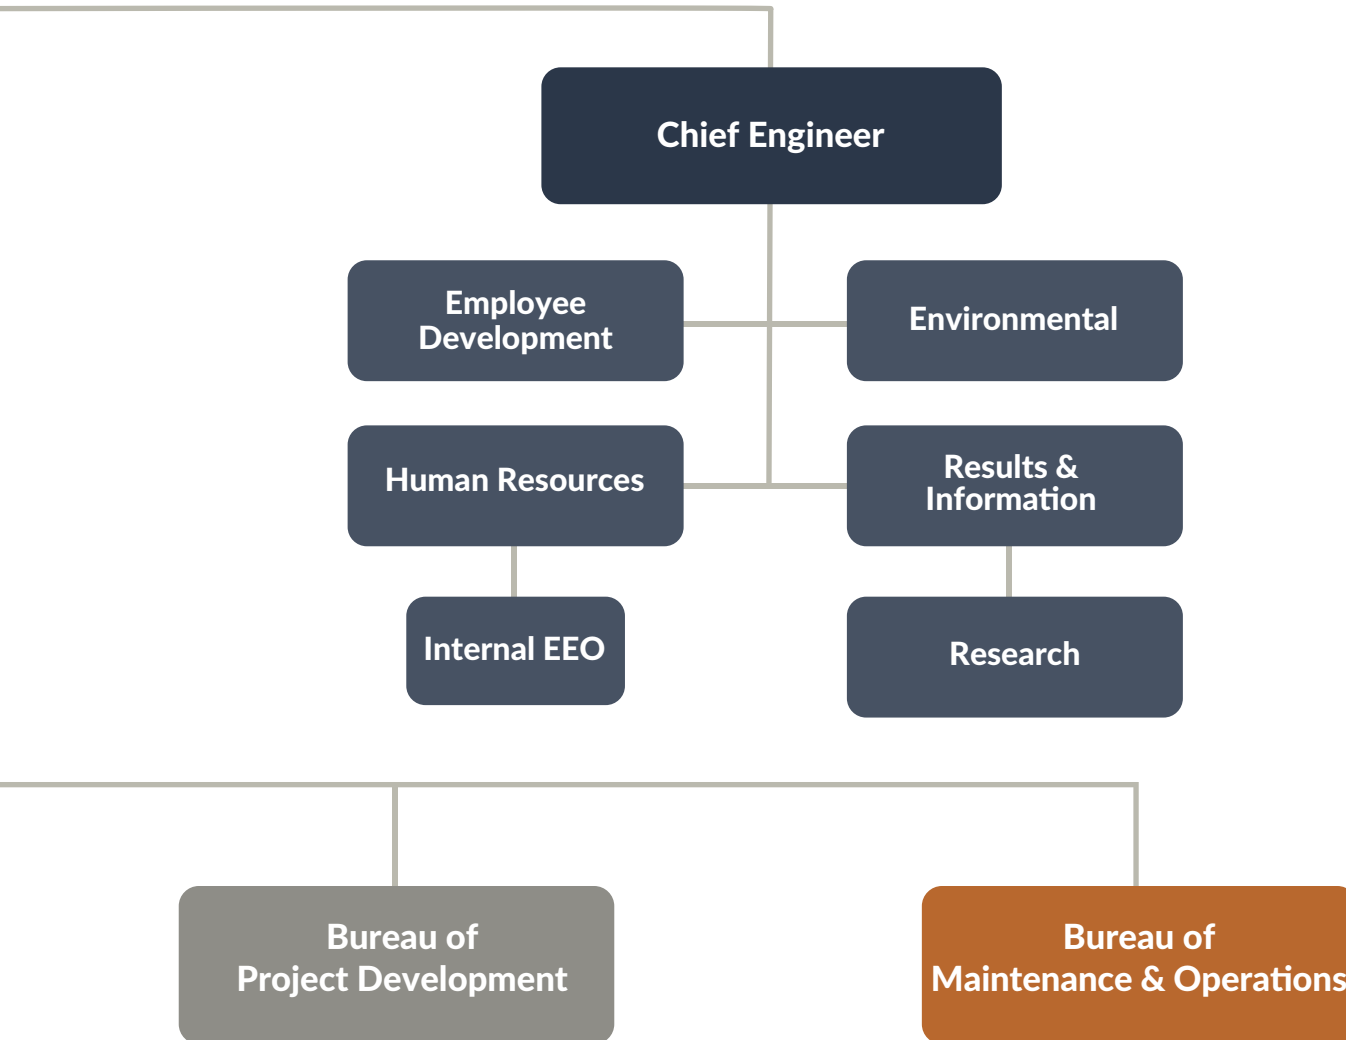 Chief Engineer
Employee
Development
Environmental
Human Resources
Results &
Information
Internal EEO
Research
Bureau of
Project Development
Bureau of
Maintenance & Operations